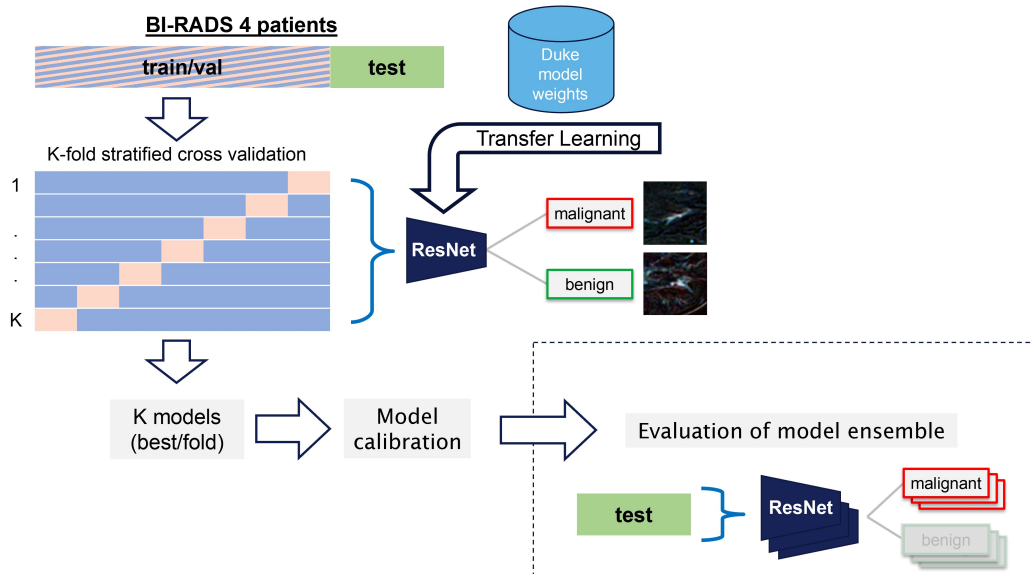 BI-RADS 4 patients
train/val
test
Duke
model
weights
Transfer Learning
K-fold stratified cross validation
1
.
.
.
K
ResNet
malignant
benign
K models
(best/fold)
Model
calibration
Evaluation of model ensemble
test
ResNet
malignant
benign